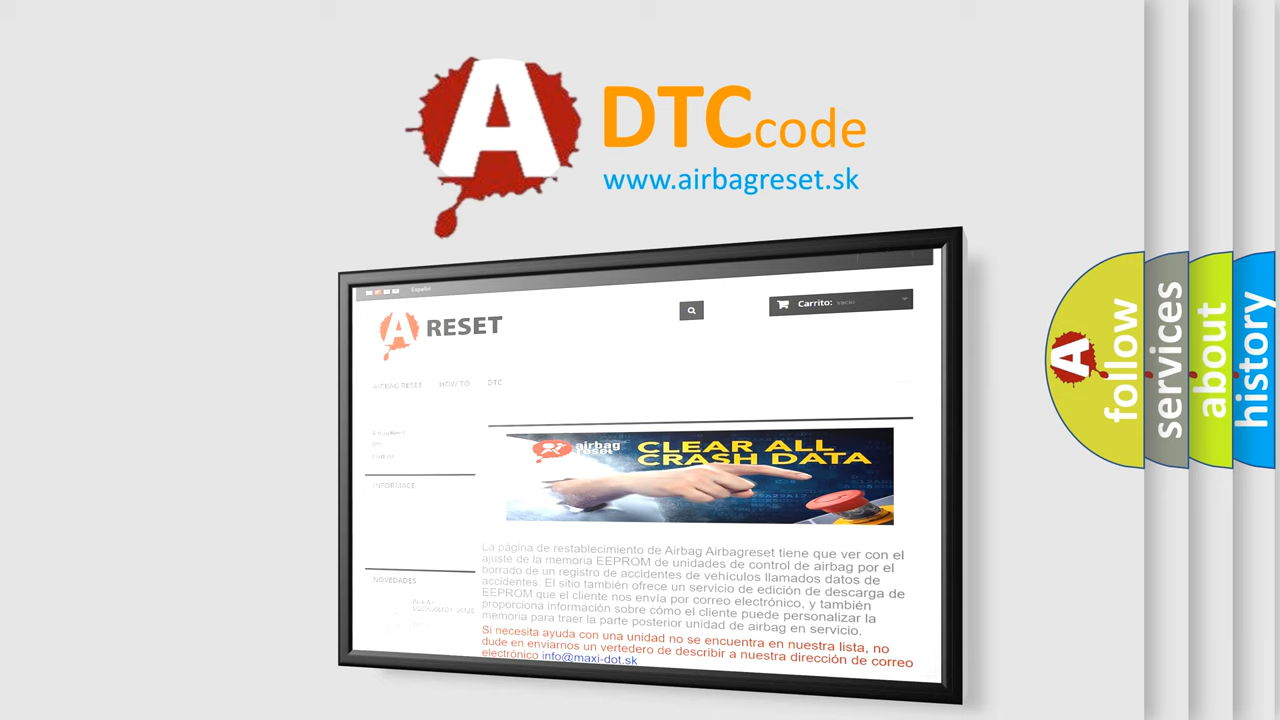 A DTC code
www.airbagreset.sk
Español
A RESET
Carrito: vacío
AIRBAG RESET HOW TO DTC
INFORMACE
NOVEDADES
airbag reset
CLEAR ALL
CRASH DATA
La página de restablecimiento de Airbag Airbagreset tiene que ver con el
ajuste de la memoria EEPROM de unidades de control de airbag por el
borrado de un registro de accidentes de vehículos llamados datos de
accidentes. El sitio también ofrece un servicio de edición de descarga de
EEPROM que el cliente nos envía por correo electrónico, y también
proporciona información sobre cómo el cliente puede personalizar la
memoria para traer la parte posterior unidad de airbag en servicio.
Si necesita ayuda con una unidad no se encuentra en nuestra lista, no
dude en enviarnos un vertedero de describir a nuestra dirección de correo
electrónico info@maxi-dot.sk
A
follow
services
about
history